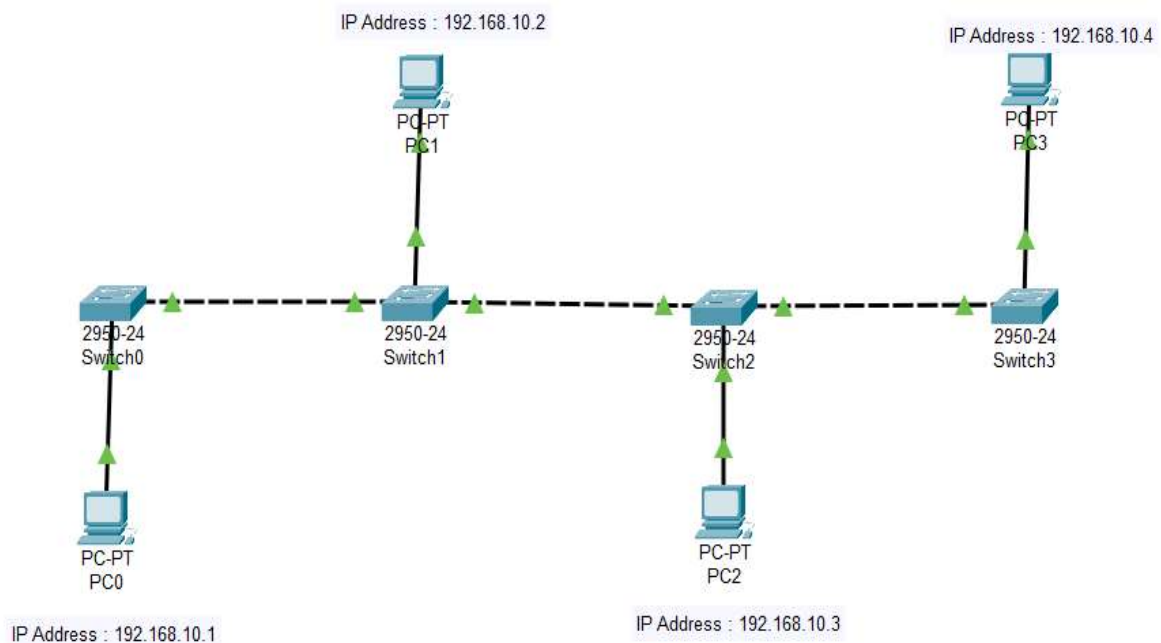 IP Address : 192.168.10.2
IP Address : 192.168.10.4
PC-PT
PC1
PC-PT
PC3
2950-24
Switch0
2950-24
Switch1
2950-24
Switch2
2950-24
Switch3
PC-PT
PC0
PC-PT
PC2
IP Address : 192.168.10.1
IP Address : 192.168.10.3